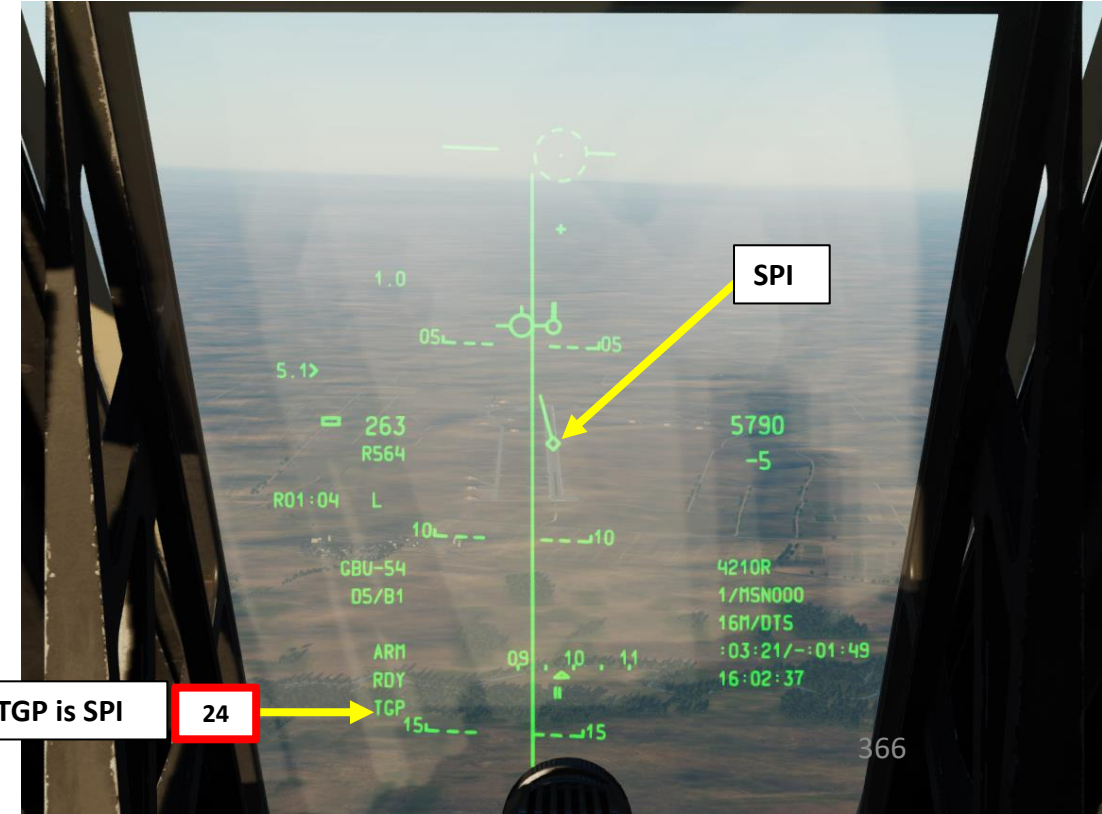 SPI
1.0
05 05
5.1>
263
R564
5790
-5
R01:04 L
10 10
GBU-54
D5/B1
4210R
1/MSN000
16M/DTS
:03:21/-:01:49
16:02:37
ARM
RDY
TGP
09 . 10 . 11
TGP is SPI 24
15 15
366